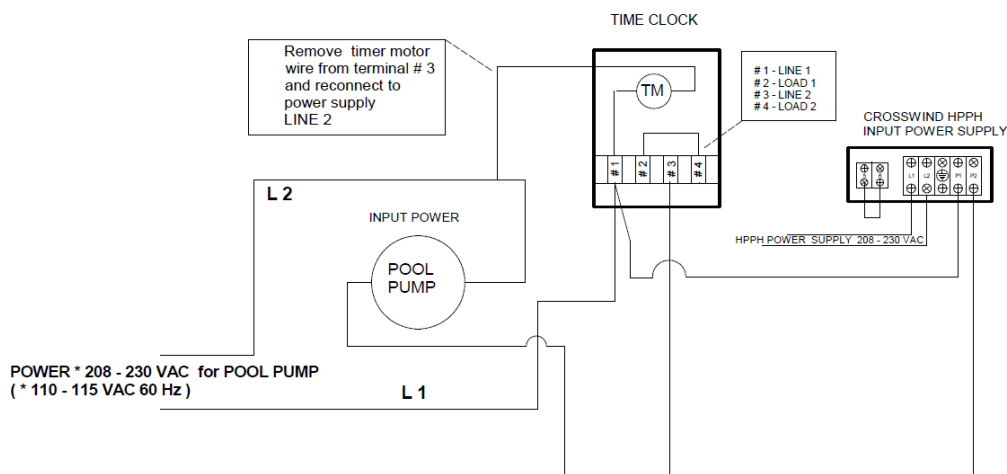 TIME CLOCK
Remove timer motor
wire from terminal # 3
and reconnect to
power supply
LINE 2
TM
# 1 - LINE 1
# 2 - LOAD 1
# 3 - LINE 2
# 4 - LOAD 2
CROSSWIND HPPH
INPUT POWER SUPPLY
# 1
# 2
# 3
# 4
L1
L2
P1
P2
L 2
INPUT POWER
POOL
PUMP
HPPH POWER SUPPLY 208 - 230 VAC
POWER * 208 - 230 VAC for POOL PUMP
( * 110 - 115 VAC 60 Hz )
L 1